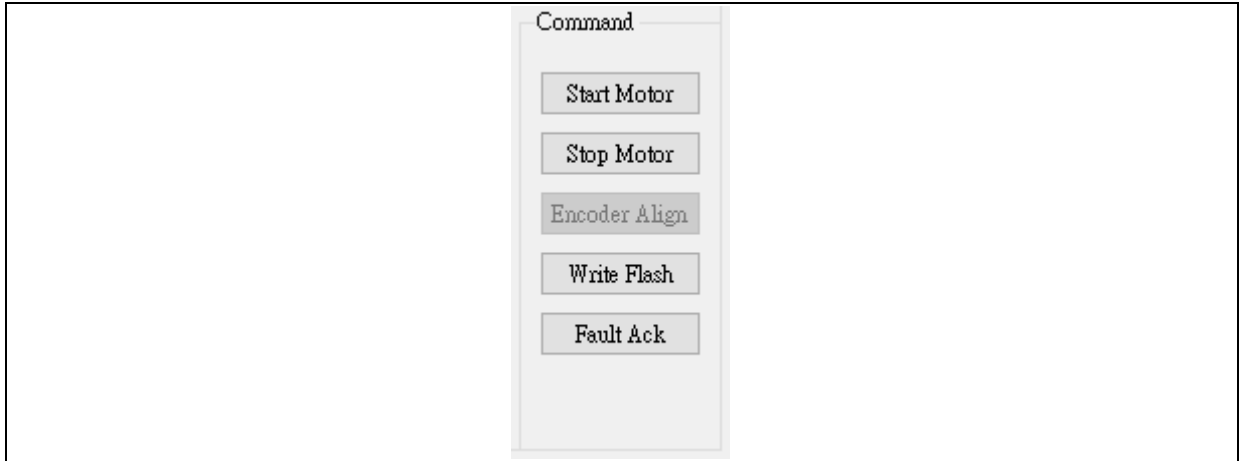 Command
Start Motor
Stop Motor
Encoder Align
Write Flash
Fault Ack